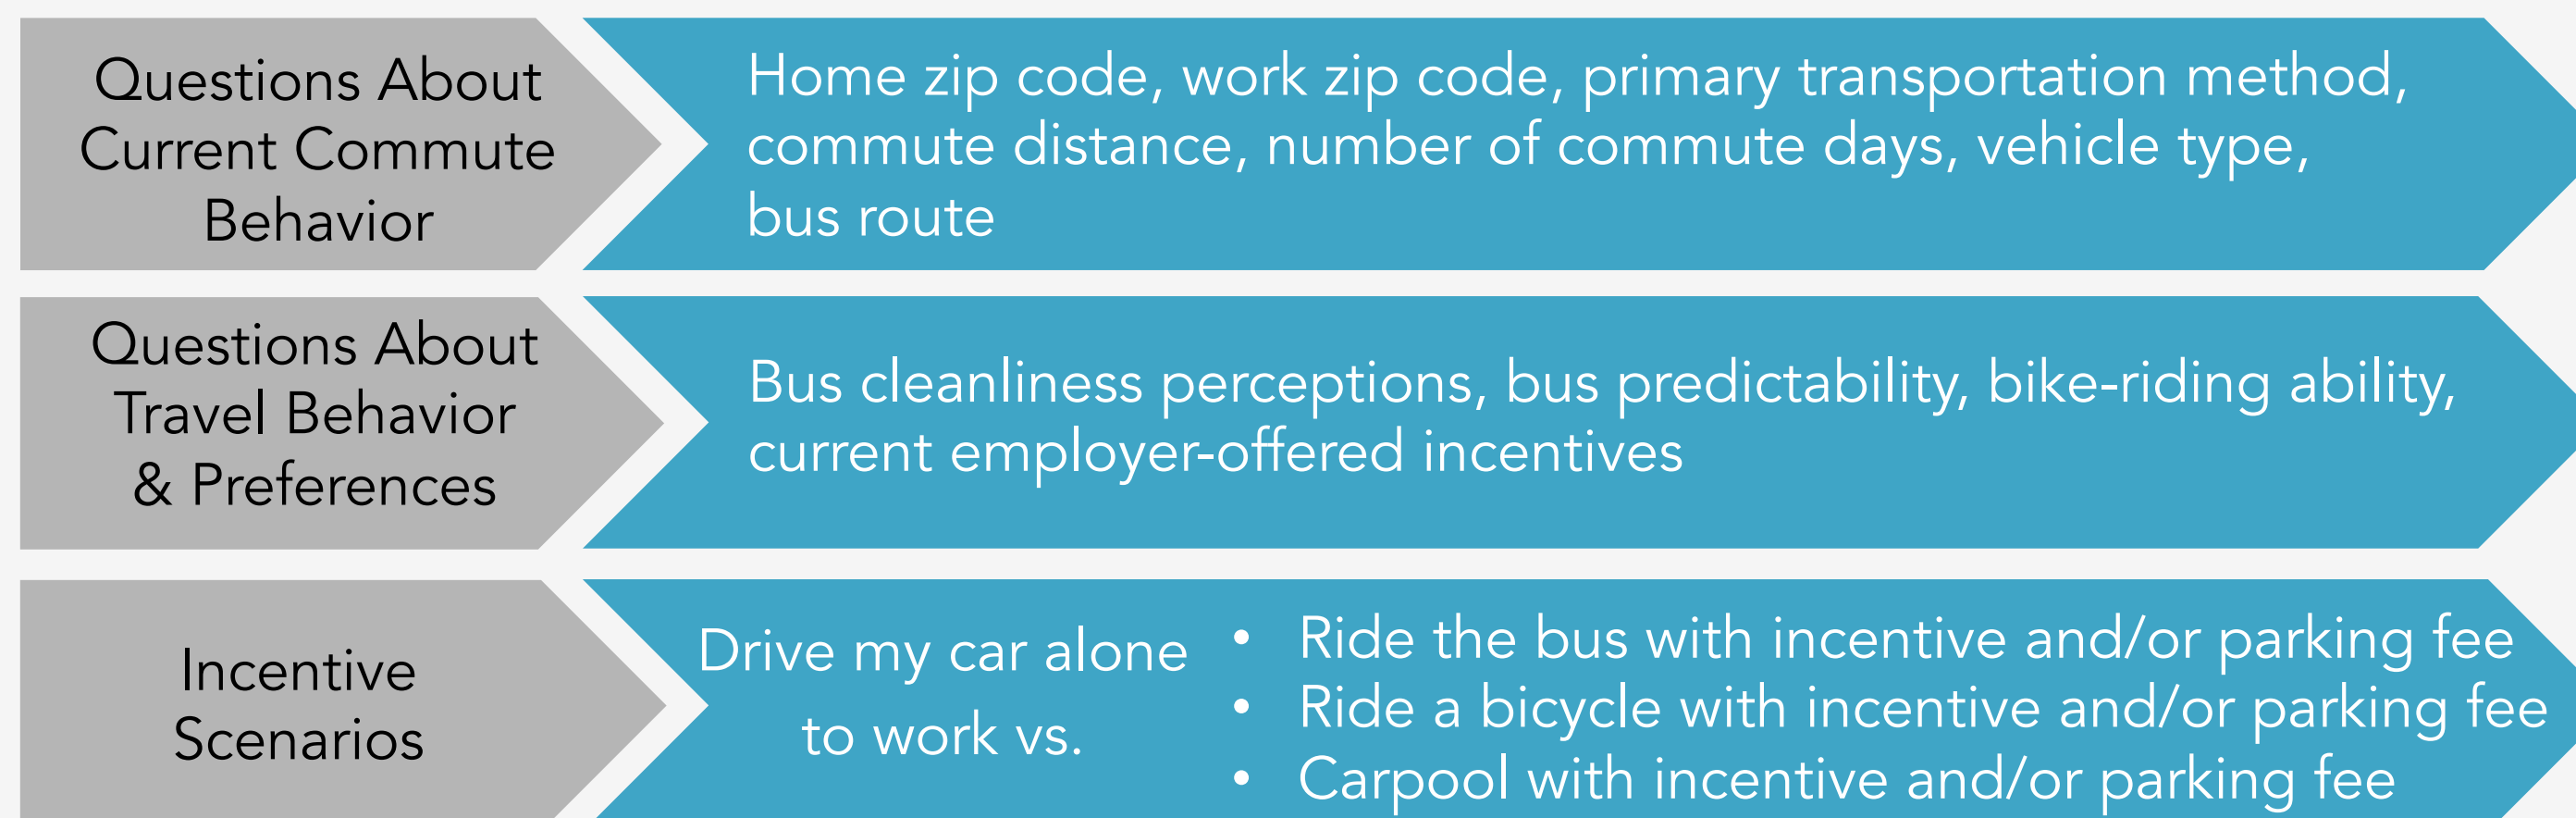 Questions About
Current Commute
Behavior
Home zip code, work zip code, primary transportation method,
commute distance, number of commute days, vehicle type,
bus route
Questions About
Travel Behavior
& Preferences
Bus cleanliness perceptions, bus predictability, bike-riding ability,
current employer-offered incentives
Incentive
Scenarios
Drive my car alone
to work vs.
• Ride the bus with incentive and/or parking fee
• Ride a bicycle with incentive and/or parking fee
• Carpool with incentive and/or parking fee